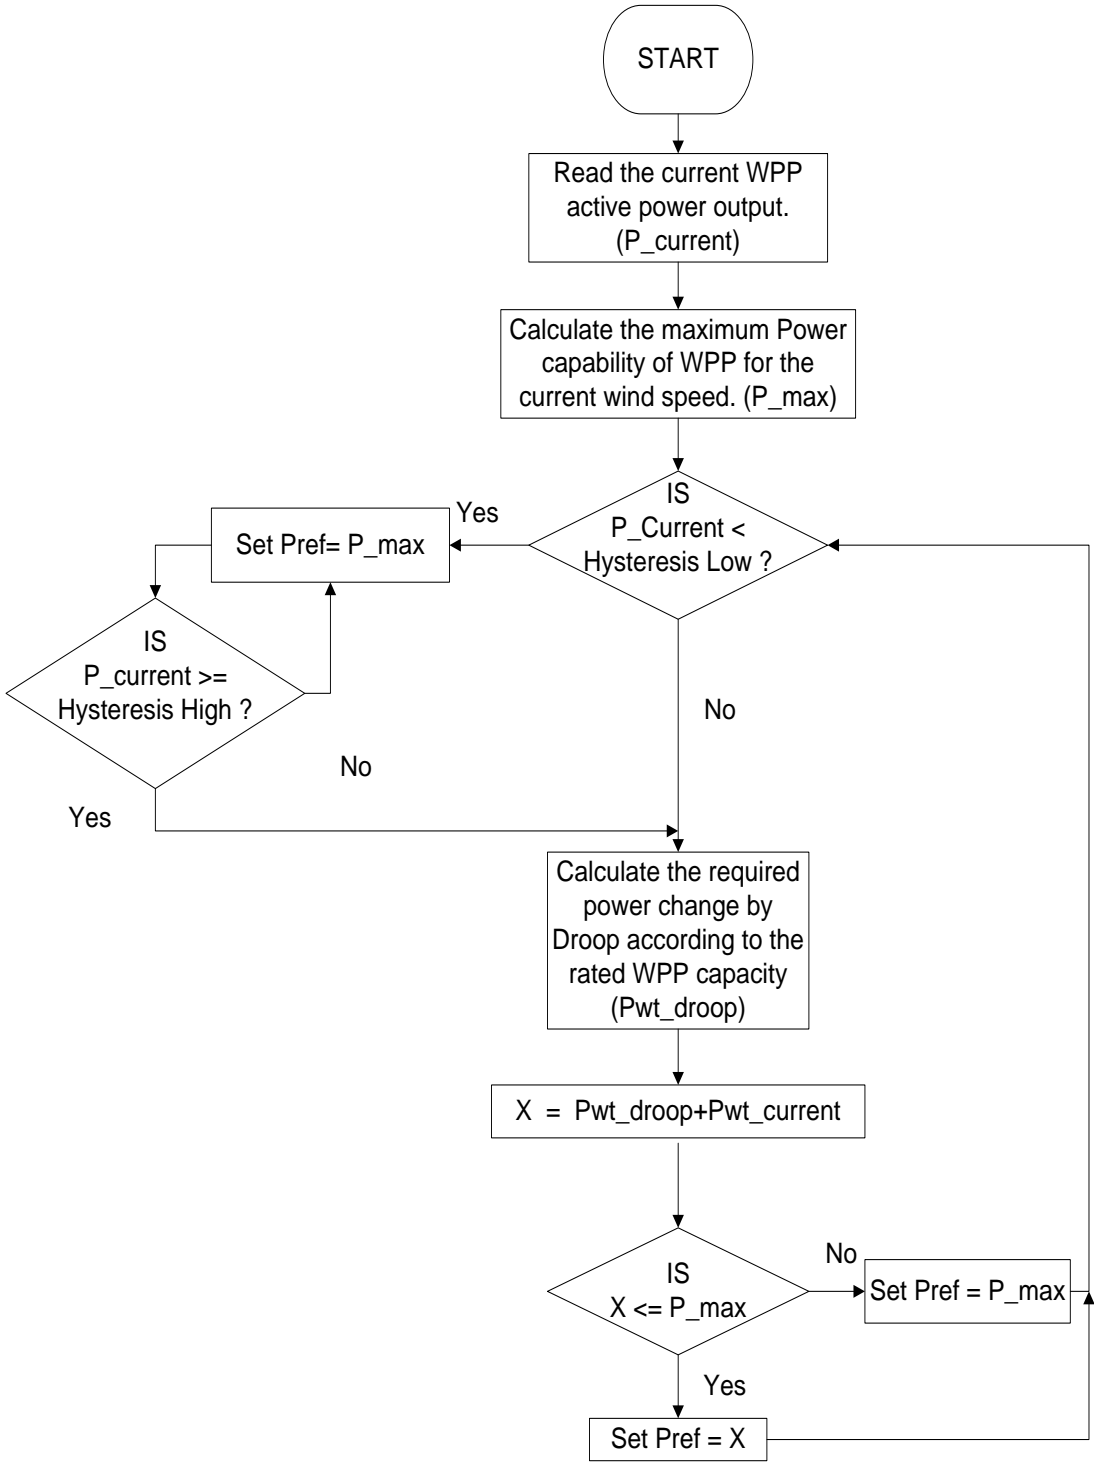 START
Read the current WPP
active power output.
(P_current)
Calculate the maximum Power
capability of WPP for the
current wind speed. (P_max)
IS
P_Current <
Hysteresis Low ?
Yes
Set Pref= P_max
IS
P_current >=
Hysteresis High ?
No
No
Yes
Calculate the required
power change by
Droop according to the
rated WPP capacity
(Pwt_droop)
X = Pwt_droop+Pwt_current
IS
X <= P_max
No
Set Pref = P_max
Yes
Set Pref = X